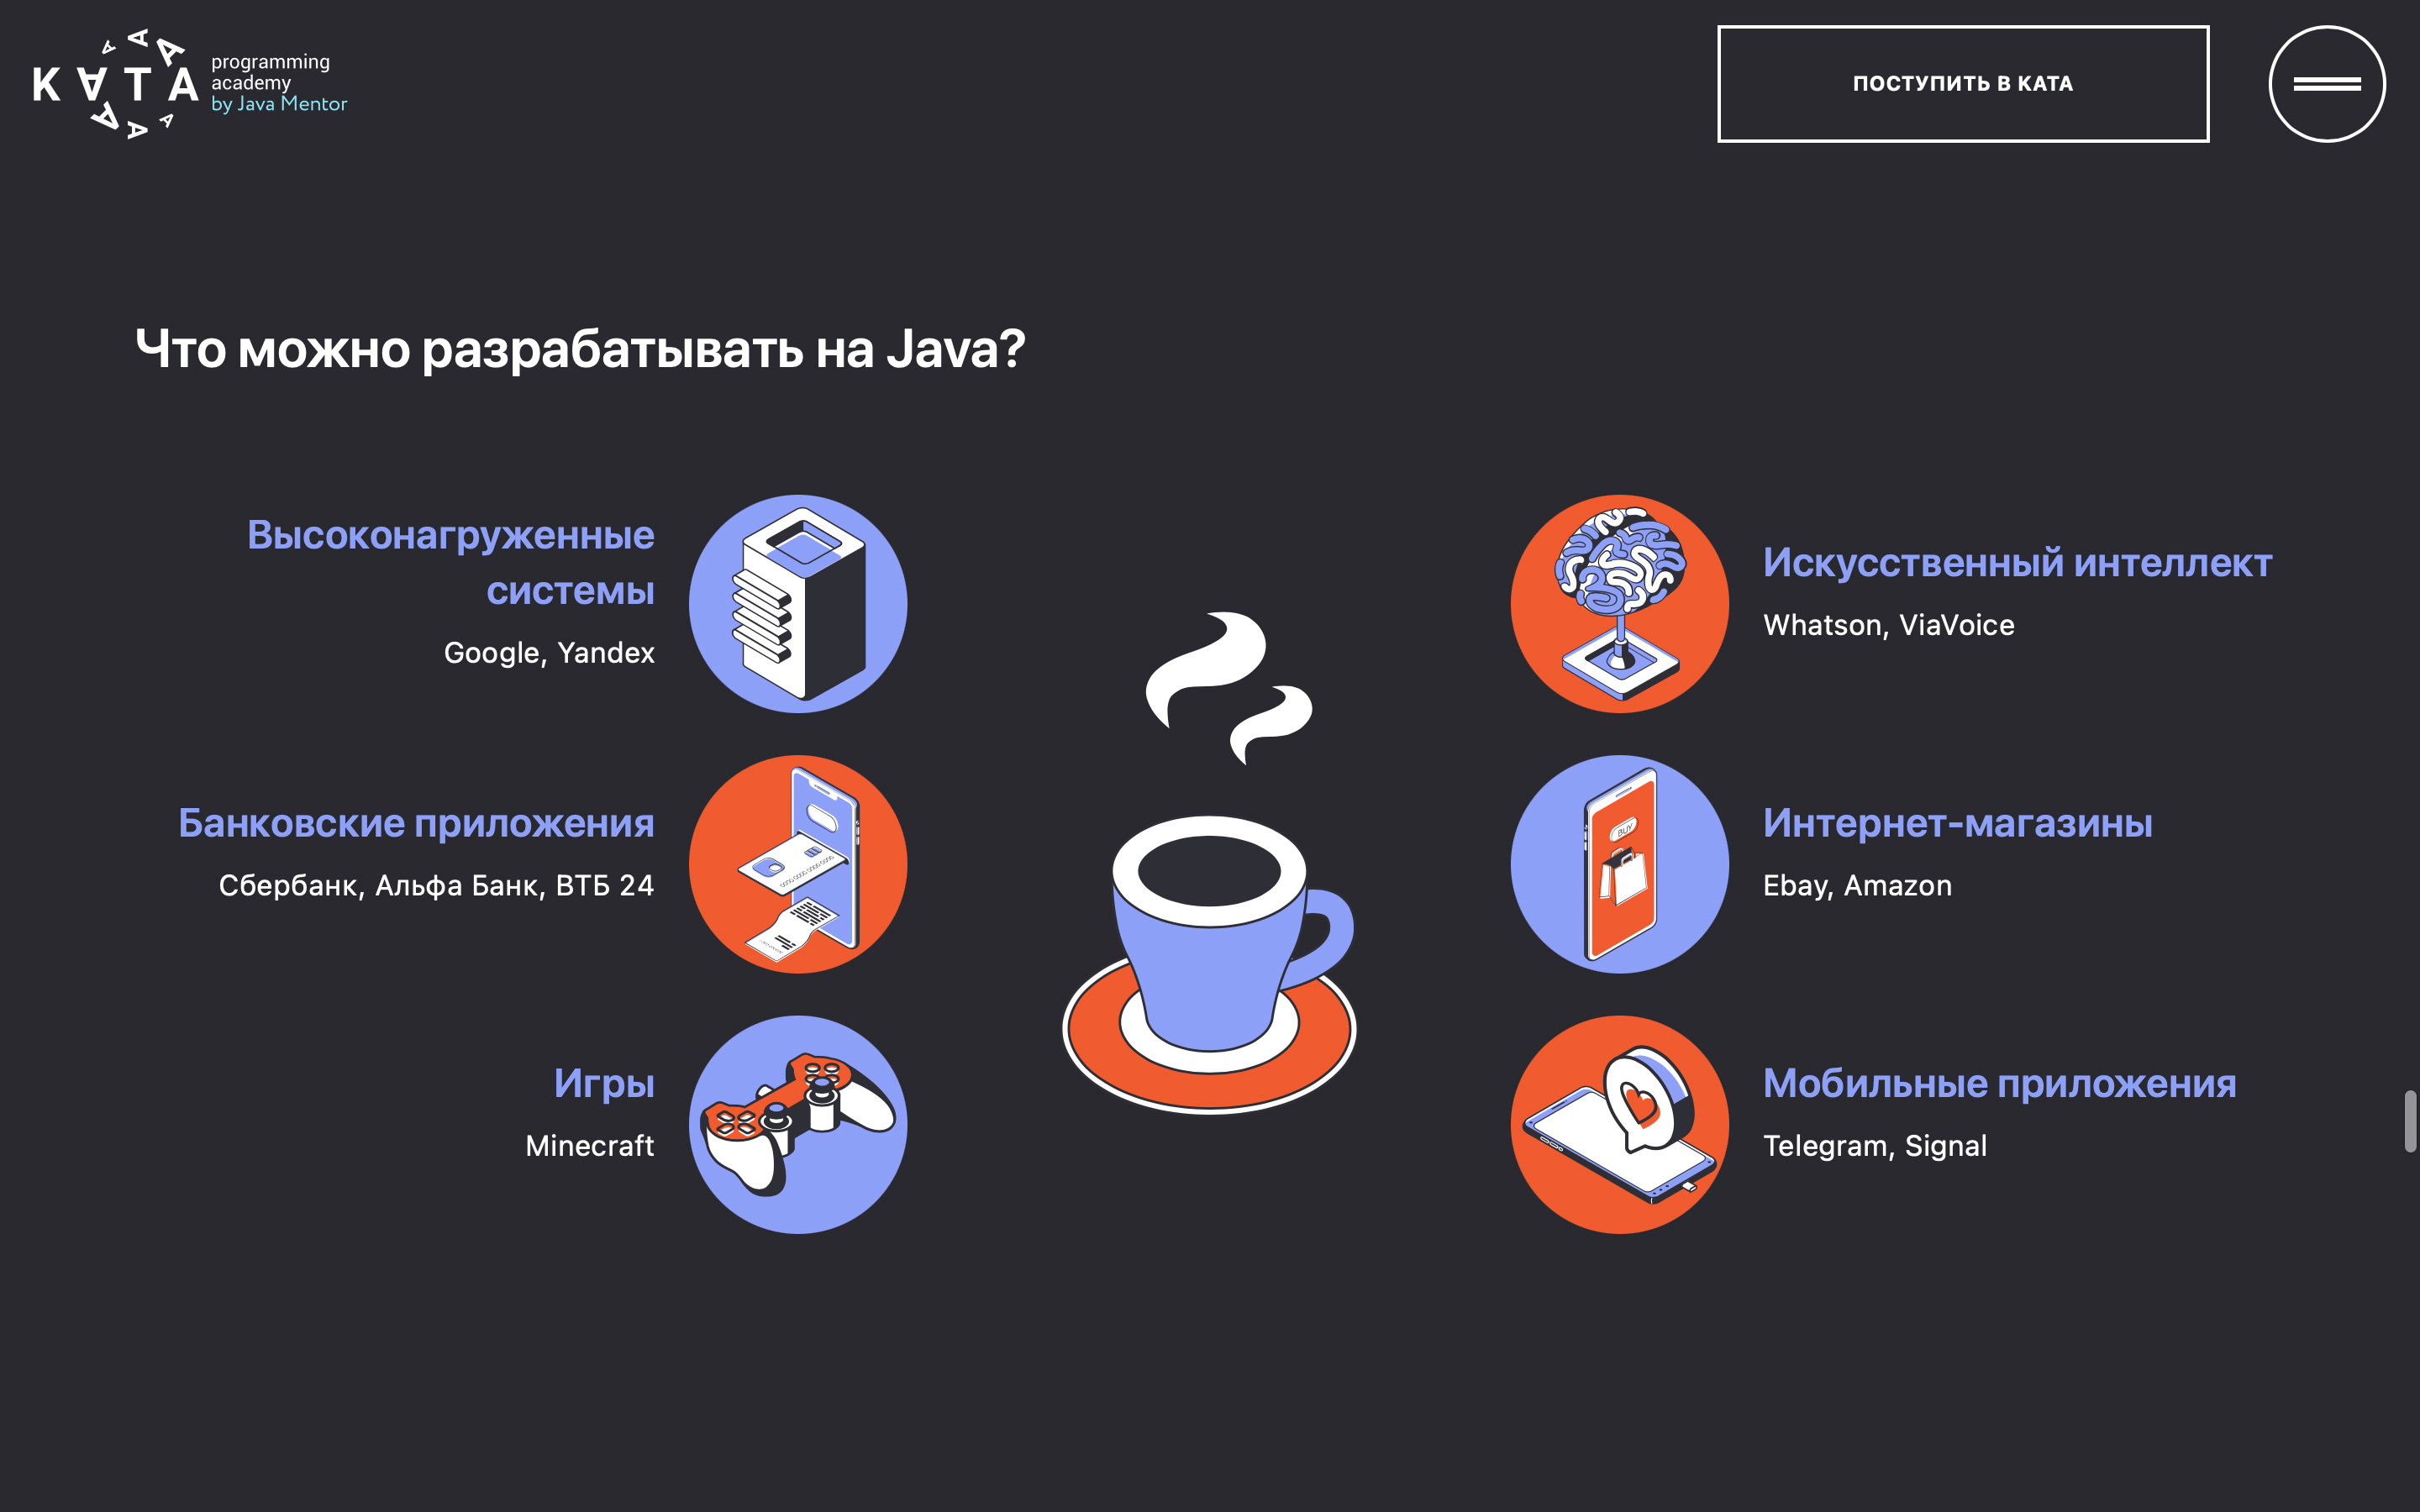 KATA
programming
academy
by Java Mentor
ПОСТУПИТЬ В КАТА
Что можно разрабатывать на Java?
Высоконагруженные
системы
Google, Yandex
Банковские приложения
Сбербанк, Альфа Банк, ВТБ 24
Игры
Minecraft
Искусственный интеллект
Whatson, ViaVoice
BUY
Интернет-магазины
Ebay, Amazon
Мобильные приложения
Telegram, Signal